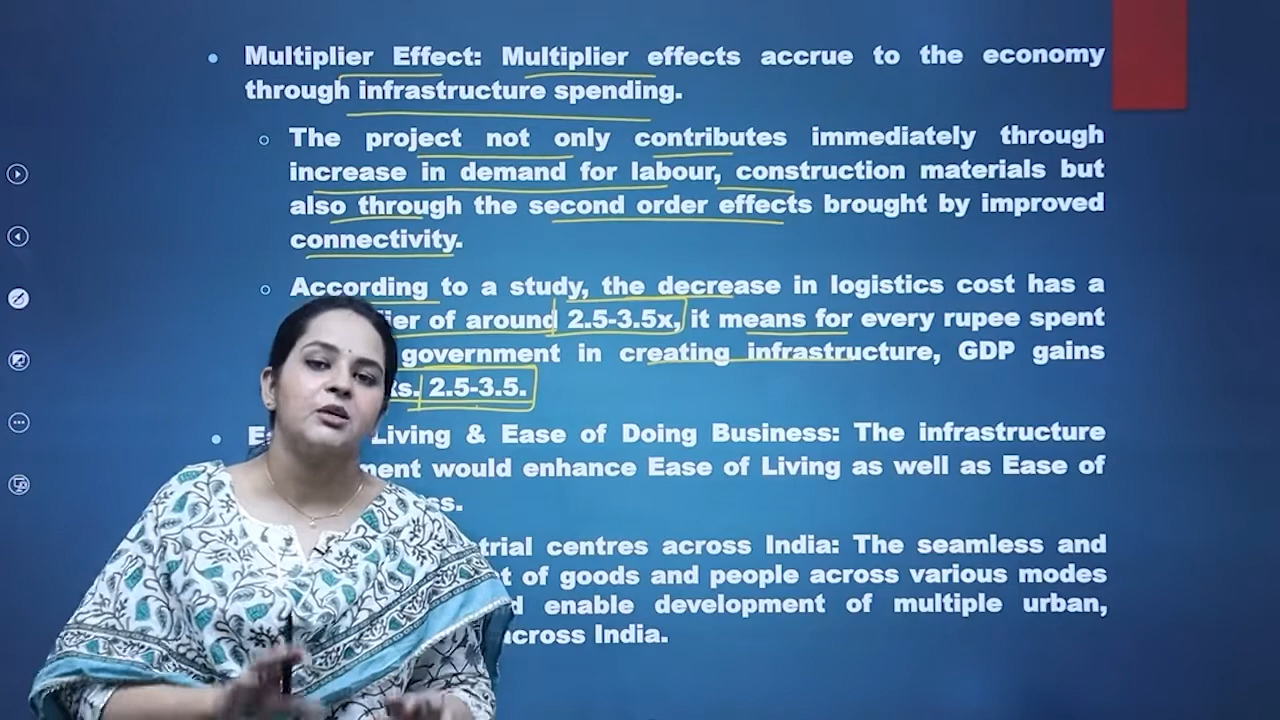 Multiplier Effect: Multiplier effects accrue to the economy
through infrastructure spending.
The project not only contributes immediately through
increase in demand for labour, construction materials but
also through the second order effects brought by improved
connectivity.
According to a study, the decrease in logistics cost has a
of around 2.5-3.5x, it means for every rupee spent
government in creating infrastructure, GDP gains
Rs. 2.5-3.5.
Living & Ease of Doing Business: The infrastructure
would enhance Ease of Living as well as Ease of
centres across India: The seamless and
of goods and people across various modes
enable development of multiple urban,
across India.